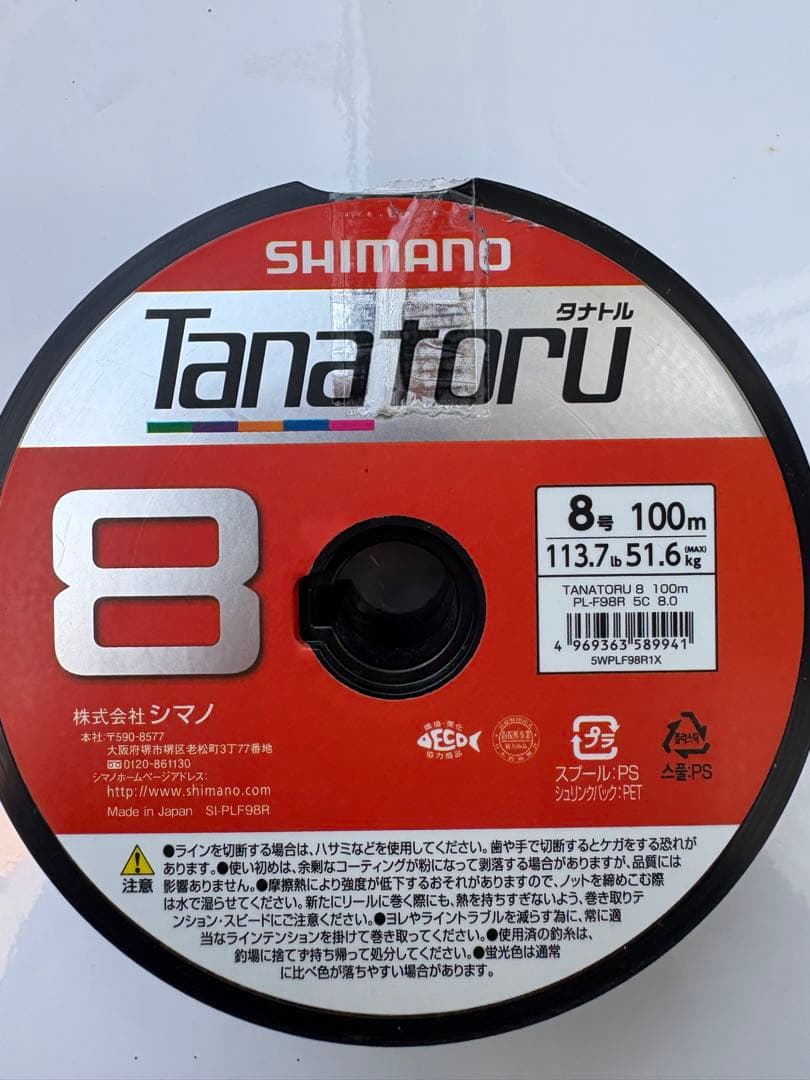 SHIMANO
タナトル
Tanatoru
8
8号 100m
113.7lb 51.6kg (MAX)
TANATORU 8 100m
PL-F98R 5C 8.0
4 969363 589941
5WPLF98R1X
株式会社 シマノ
本社:〒590-8577
大阪府堺市堺区老松町3丁77番地
0120-861130
シマノホームページアドレス:
http://www.shimano.com
Made in Japan SI-PLF98R
環境・美化
ECO
協力商品
プラ
スプール:PS
シュリンクパック:PET
플라스틱
스풀:PS
注意
●ラインを切断する場合は、ハサミなどを使用してください。歯や手で切断するとケガをする恐れが
あります。●使い初めは、余剰なコーティングが粉になって剥落する場合がありますが、品質には
影響ありません。●摩擦熱により強度が低下するおそれがありますので、ノットを締めこむ際
は水で湿らせてください。新たにリールに巻く際にも、熱を持ちすぎないよう、巻き取りテ
ンション・スピードにご注意ください。●ヨレやライントラブルを減らす為に、常に適
当なラインテンションを掛けて巻き取ってください。●使用済の釣糸は、
釣場に捨てず持ち帰って処分してください。●蛍光色は通常
に比べ色が落ちやすい場合があります。